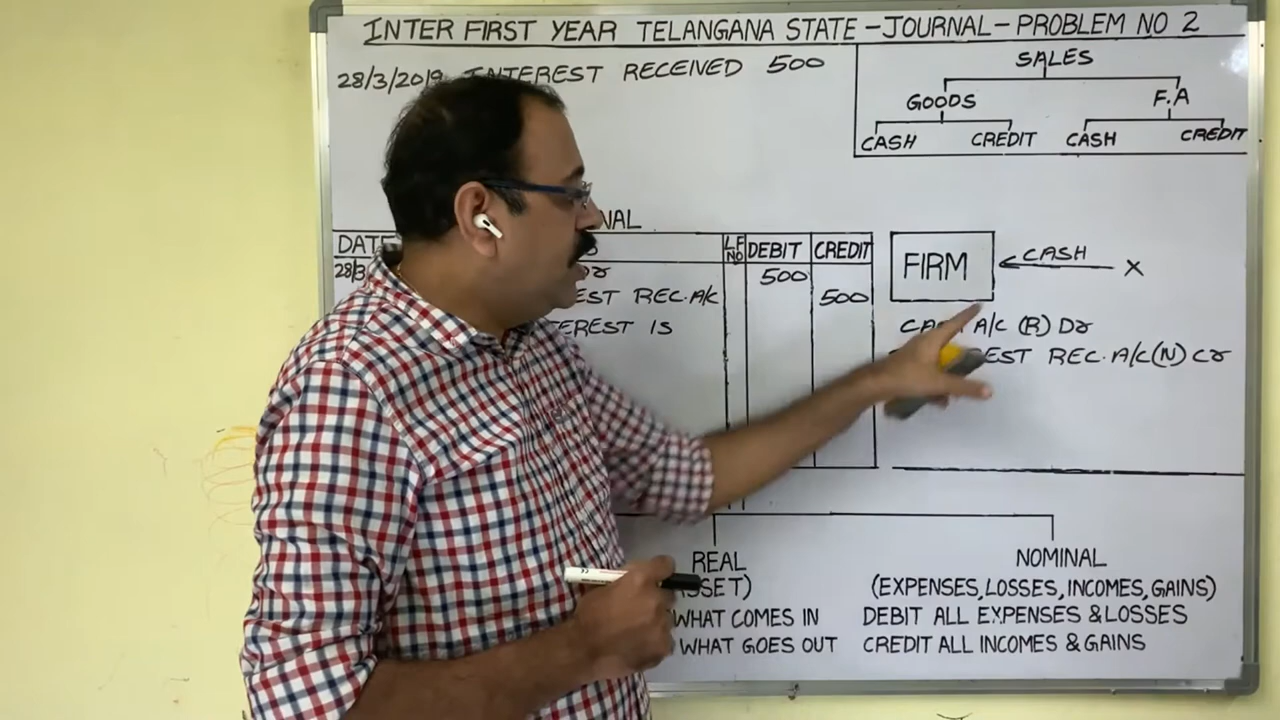 INTER FIRST YEAR TELANGANA STATE - JOURNAL - PROBLEM NO 2
28/3/2019 INTEREST RECEIVED 500
SALES
GOODS F.A
CASH CREDIT CASH CREDIT
NAL
DATE L.F NO DEBIT CREDIT
28/3 Dr 500
EST REC. A/C 500
TEREST IS
FIRM CASH X
CASH A/C (R) Dr
EST REC. A/C (N) Cr
REAL
SSET)
WHAT COMES IN
WHAT GOES OUT
NOMINAL
(EXPENSES, LOSSES, INCOMES, GAINS)
DEBIT ALL EXPENSES & LOSSES
CREDIT ALL INCOMES & GAINS